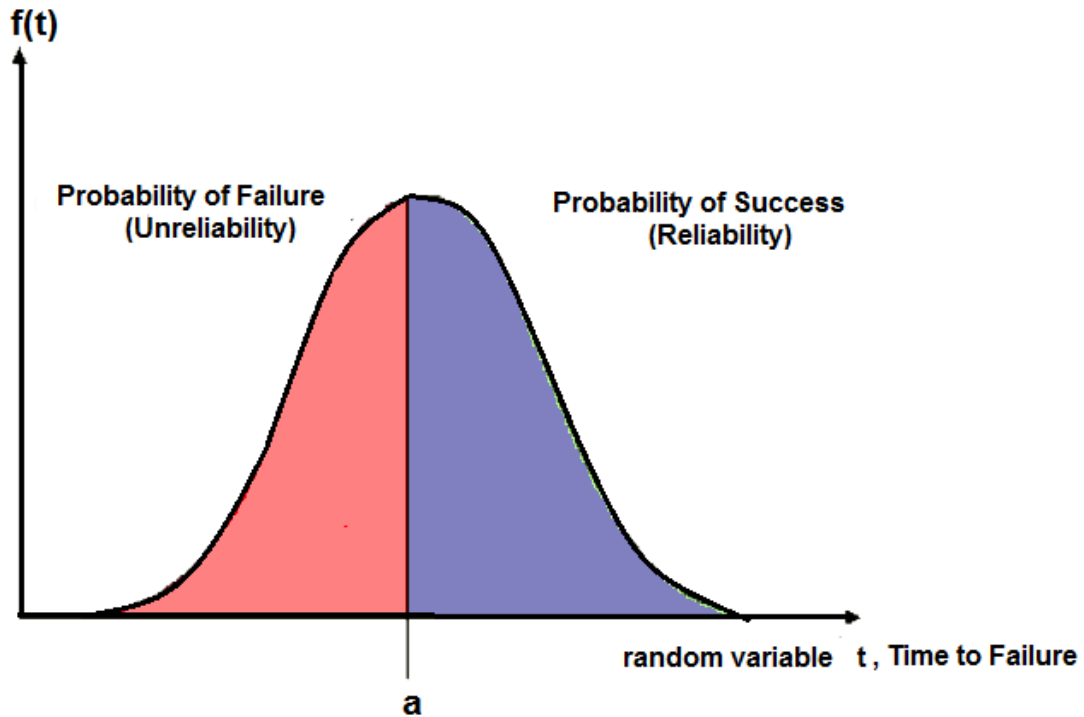 f(t)
Probability of Failure
(Unreliability)
Probability of Success
(Reliability)
random variable t , Time to Failure
a